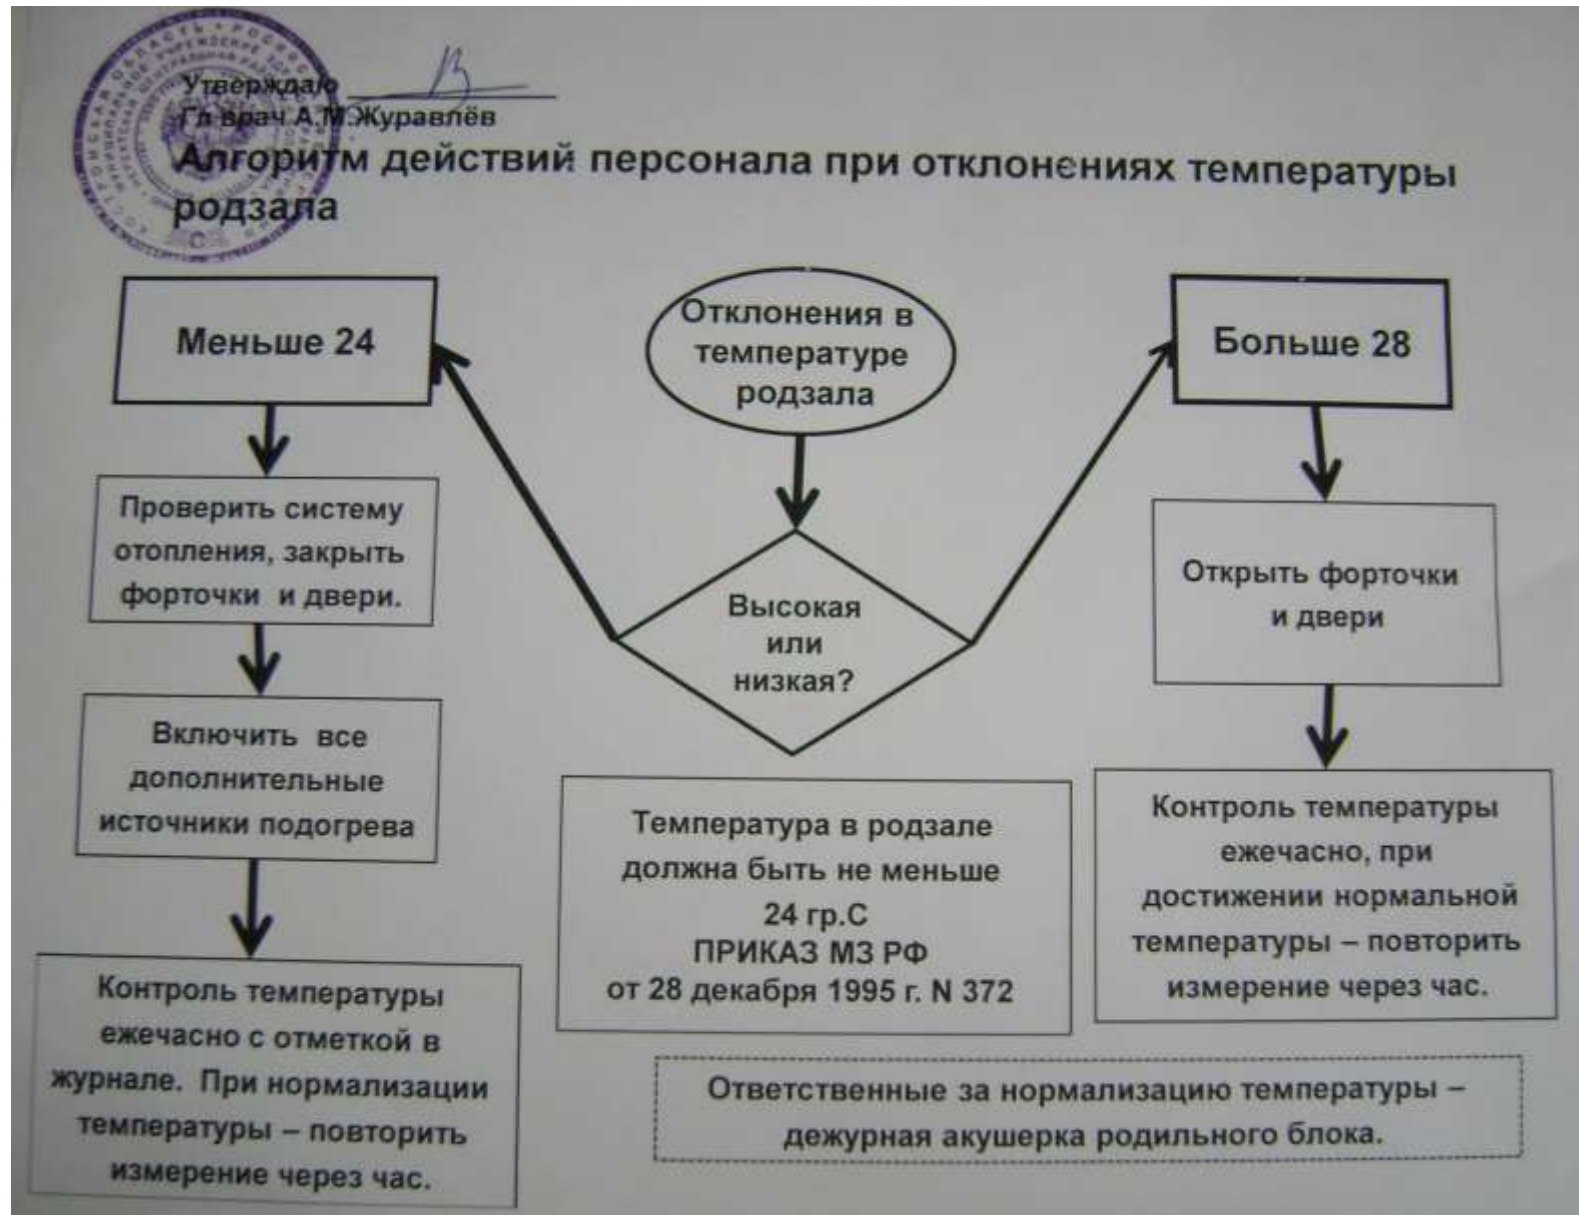 Утверждаю
Гл врач А.М.Журавлёв
Алгоритм действий персонала при отклонениях температуры
родзала
Меньше 24
Отклонения в
температуре
родзала
Больше 28
Проверить систему
отопления, закрыть
форточки и двери.
Высокая
или
низкая?
Открыть форточки
и двери
Включить все
дополнительные
источники подогрева
Температура в родзале
должна быть не меньше
24 гр.С
ПРИКАЗ МЗ РФ
от 28 декабря 1995 г. N 372
Контроль температуры
ежечасно, при
достижении нормальной
температуры – повторить
измерение через час.
Контроль температуры
ежечасно с отметкой в
журнале. При нормализации
температуры – повторить
измерение через час.
Ответственные за нормализацию температуры –
дежурная акушерка родильного блока.